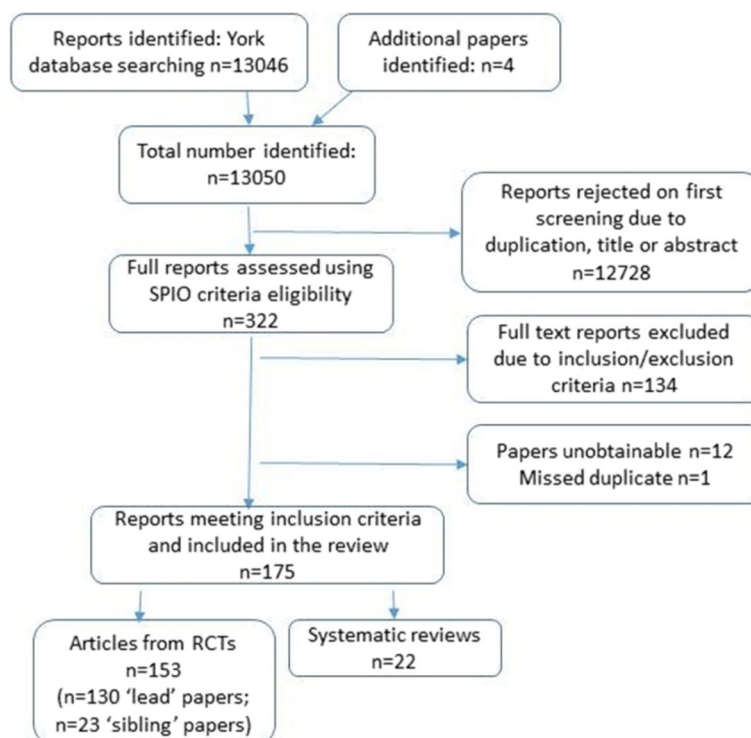 Reports identified: York
database searching n=13046
Additional papers
identified: n=4
Total number identified:
n=13050
Reports rejected on first
screening due to
duplication, title or abstract
n=12728
Full reports assessed using
SPIO criteria eligibility
n=322
Full text reports excluded
due to inclusion/exclusion
criteria n=134
Papers unobtainable n=12
Missed duplicate n=1
Reports meeting inclusion criteria
and included in the review
n=175
Articles from RCTs
n=153
(n=130 ‘lead’ papers;
n=23 ‘sibling’ papers)
Systematic reviews
n=22